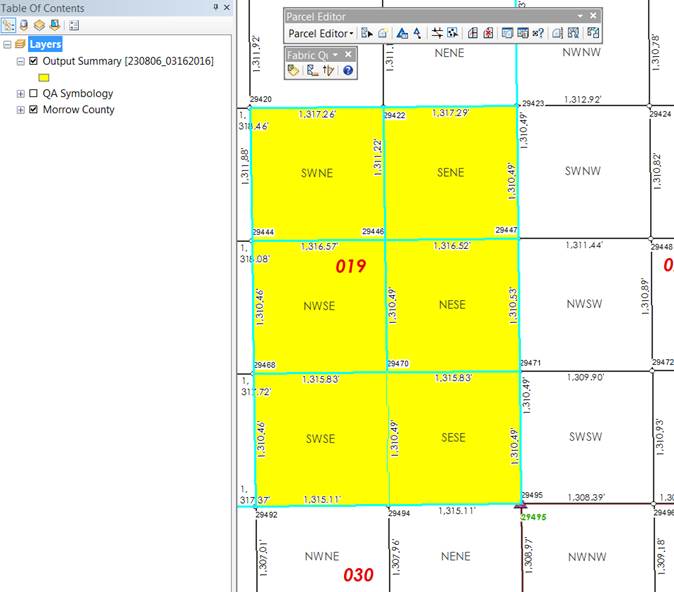 Table Of Contents
Layers
Output Summary [230806_03162016]
QA Symbology
Morrow County
Parcel Editor
Parcel Editor
Fabric Qu
1,311.92'
1,311.
NENE
NWNW
1,310.78'
29420
29422
29423
29424
1,317.26'
1,317.29'
1,312.92'
1,
318.46'
1,311.88'
1,311.22'
1,310.49'
1,310.49'
1,310.82'
SWNE
SENE
SWNW
29444
29446
29447
29448
1,316.57'
1,316.52'
1,311.44'
1,
318.08'
019
0
1,310.46'
1,310.49'
1,310.53'
1,310.89'
NWSE
NESE
NWSW
29468
29470
29471
29472
1,315.83'
1,315.83'
1,309.90'
1,
317.72'
1,310.46'
1,310.49'
1,310.49'
1,310.49'
1,310.93'
SWSE
SESE
SWSW
1,
317.37'
1,315.11'
29495
1,308.39'
1,30
29492
29494
1,315.11'
29495
29496
1,307.01'
1,307.96'
1,308.97'
1,309.18'
NWNE
NENE
NWNW
030